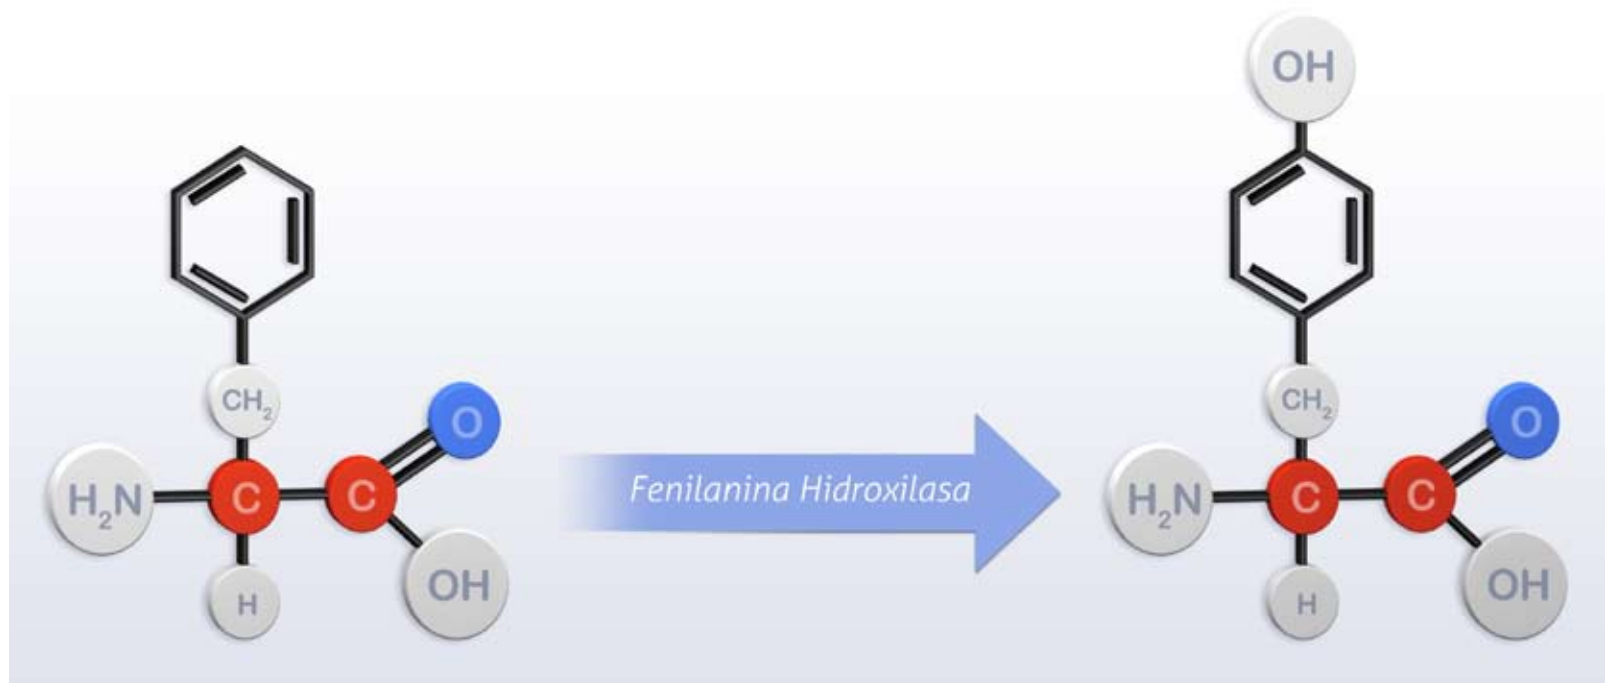 CH₂
O
H₂N
C
C
H
OH
Fenilanina Hidroxilasa
OH
CH₂
O
H₂N
C
C
H
OH